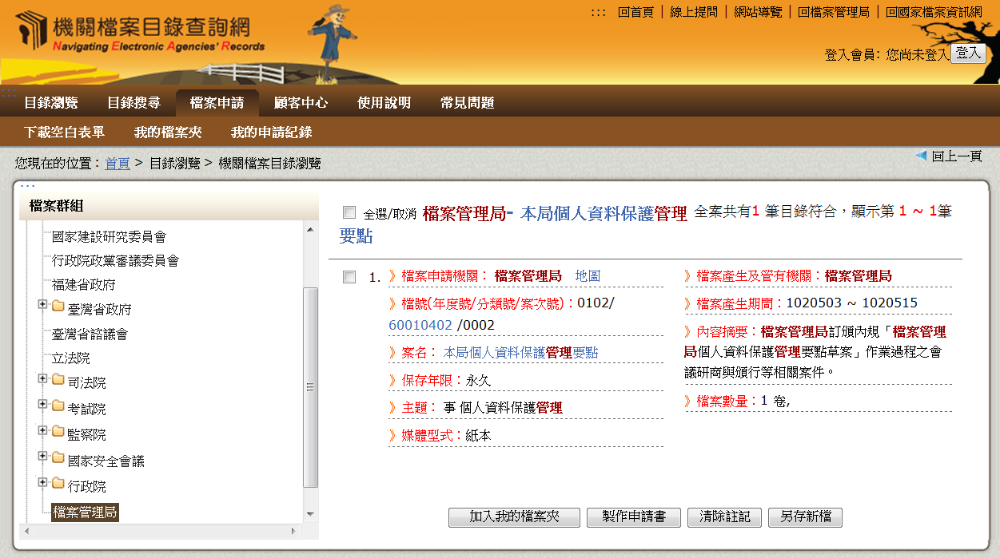 機關檔案目錄查詢網
Navigating Electronic Agencies' Records
::: 回首頁 | 線上提問 | 網站導覽 | 回檔案管理局 | 回國家檔案資訊網
登入會員: 您尚未登入 登入
:::
目錄瀏覽 目錄搜尋 檔案申請 顧客中心 使用說明 常見問題
下載空白表單 我的檔案夾 我的申請紀錄
您現在的位置：首頁 > 目錄瀏覽 > 機關檔案目錄瀏覽
回上一頁
:::
檔案群組
國家建設研究委員會
行政院政黨審議委員會
福建省政府
臺灣省政府
臺灣省諮議會
立法院
司法院
考試院
監察院
國家安全會議
行政院
檔案管理局
全選/取消 檔案管理局- 本局個人資料保護管理 全案共有1 筆目錄符合，顯示第 1 ~ 1筆
要點
1. 》檔案申請機關： 檔案管理局 地圖
》檔號(年度號/分類號/案次號)：0102/
60010402 /0002
》案名： 本局個人資料保護管理要點
》保存年限：永久
》主題： 事 個人資料保護管理
》媒體型式：紙本
》檔案產生及管有機關：檔案管理局
》檔案產生期間：1020503 ~ 1020515
》內容摘要：檔案管理局訂頒內規「檔案管理
局個人資料保護管理要點草案」作業過程之會
議研商與頒行等相關案件。
》檔案數量：1 卷,
加入我的檔案夾 製作申請書 清除註記 另存新檔